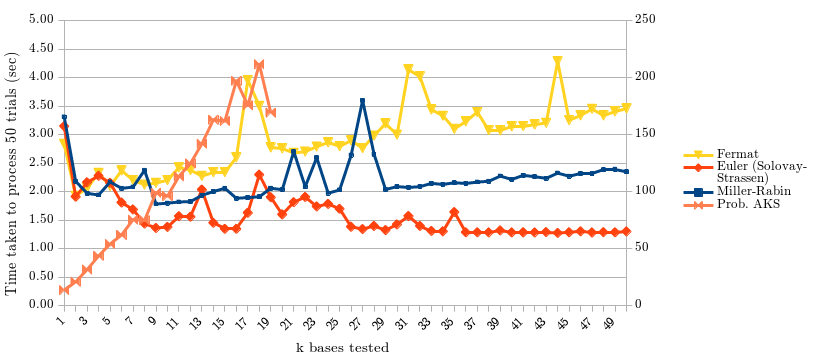 5.00
4.50
4.00
3.50
3.00
2.50
2.00
1.50
1.00
0.50
0.00
250
200
150
100
50
0
Time taken to process 50 trials (sec)
1 3 5 7 9 11 13 15 17 19 21 23 25 27 29 31 33 35 37 39 41 43 45 47 49
k bases tested
Fermat
Euler (Solovay-
Strassen)
Miller-Rabin
Prob. AKS